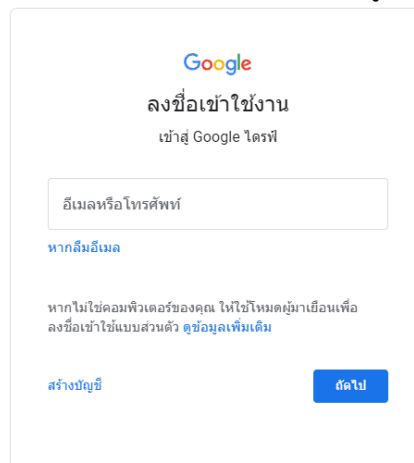 Google
ลงชื่อเข้าใช้งาน
เข้าสู่ Google ไดรฟ์
อีเมลหรือโทรศัพท์
หากลืมอีเมล
หากไม่ใช่คอมพิวเตอร์ของคุณ ให้ใช้โหมดผู้มาเยือนเพื่อ
ลงชื่อเข้าใช้แบบส่วนตัว ดูข้อมูลเพิ่มเติม
สร้างบัญชี
ถัดไป